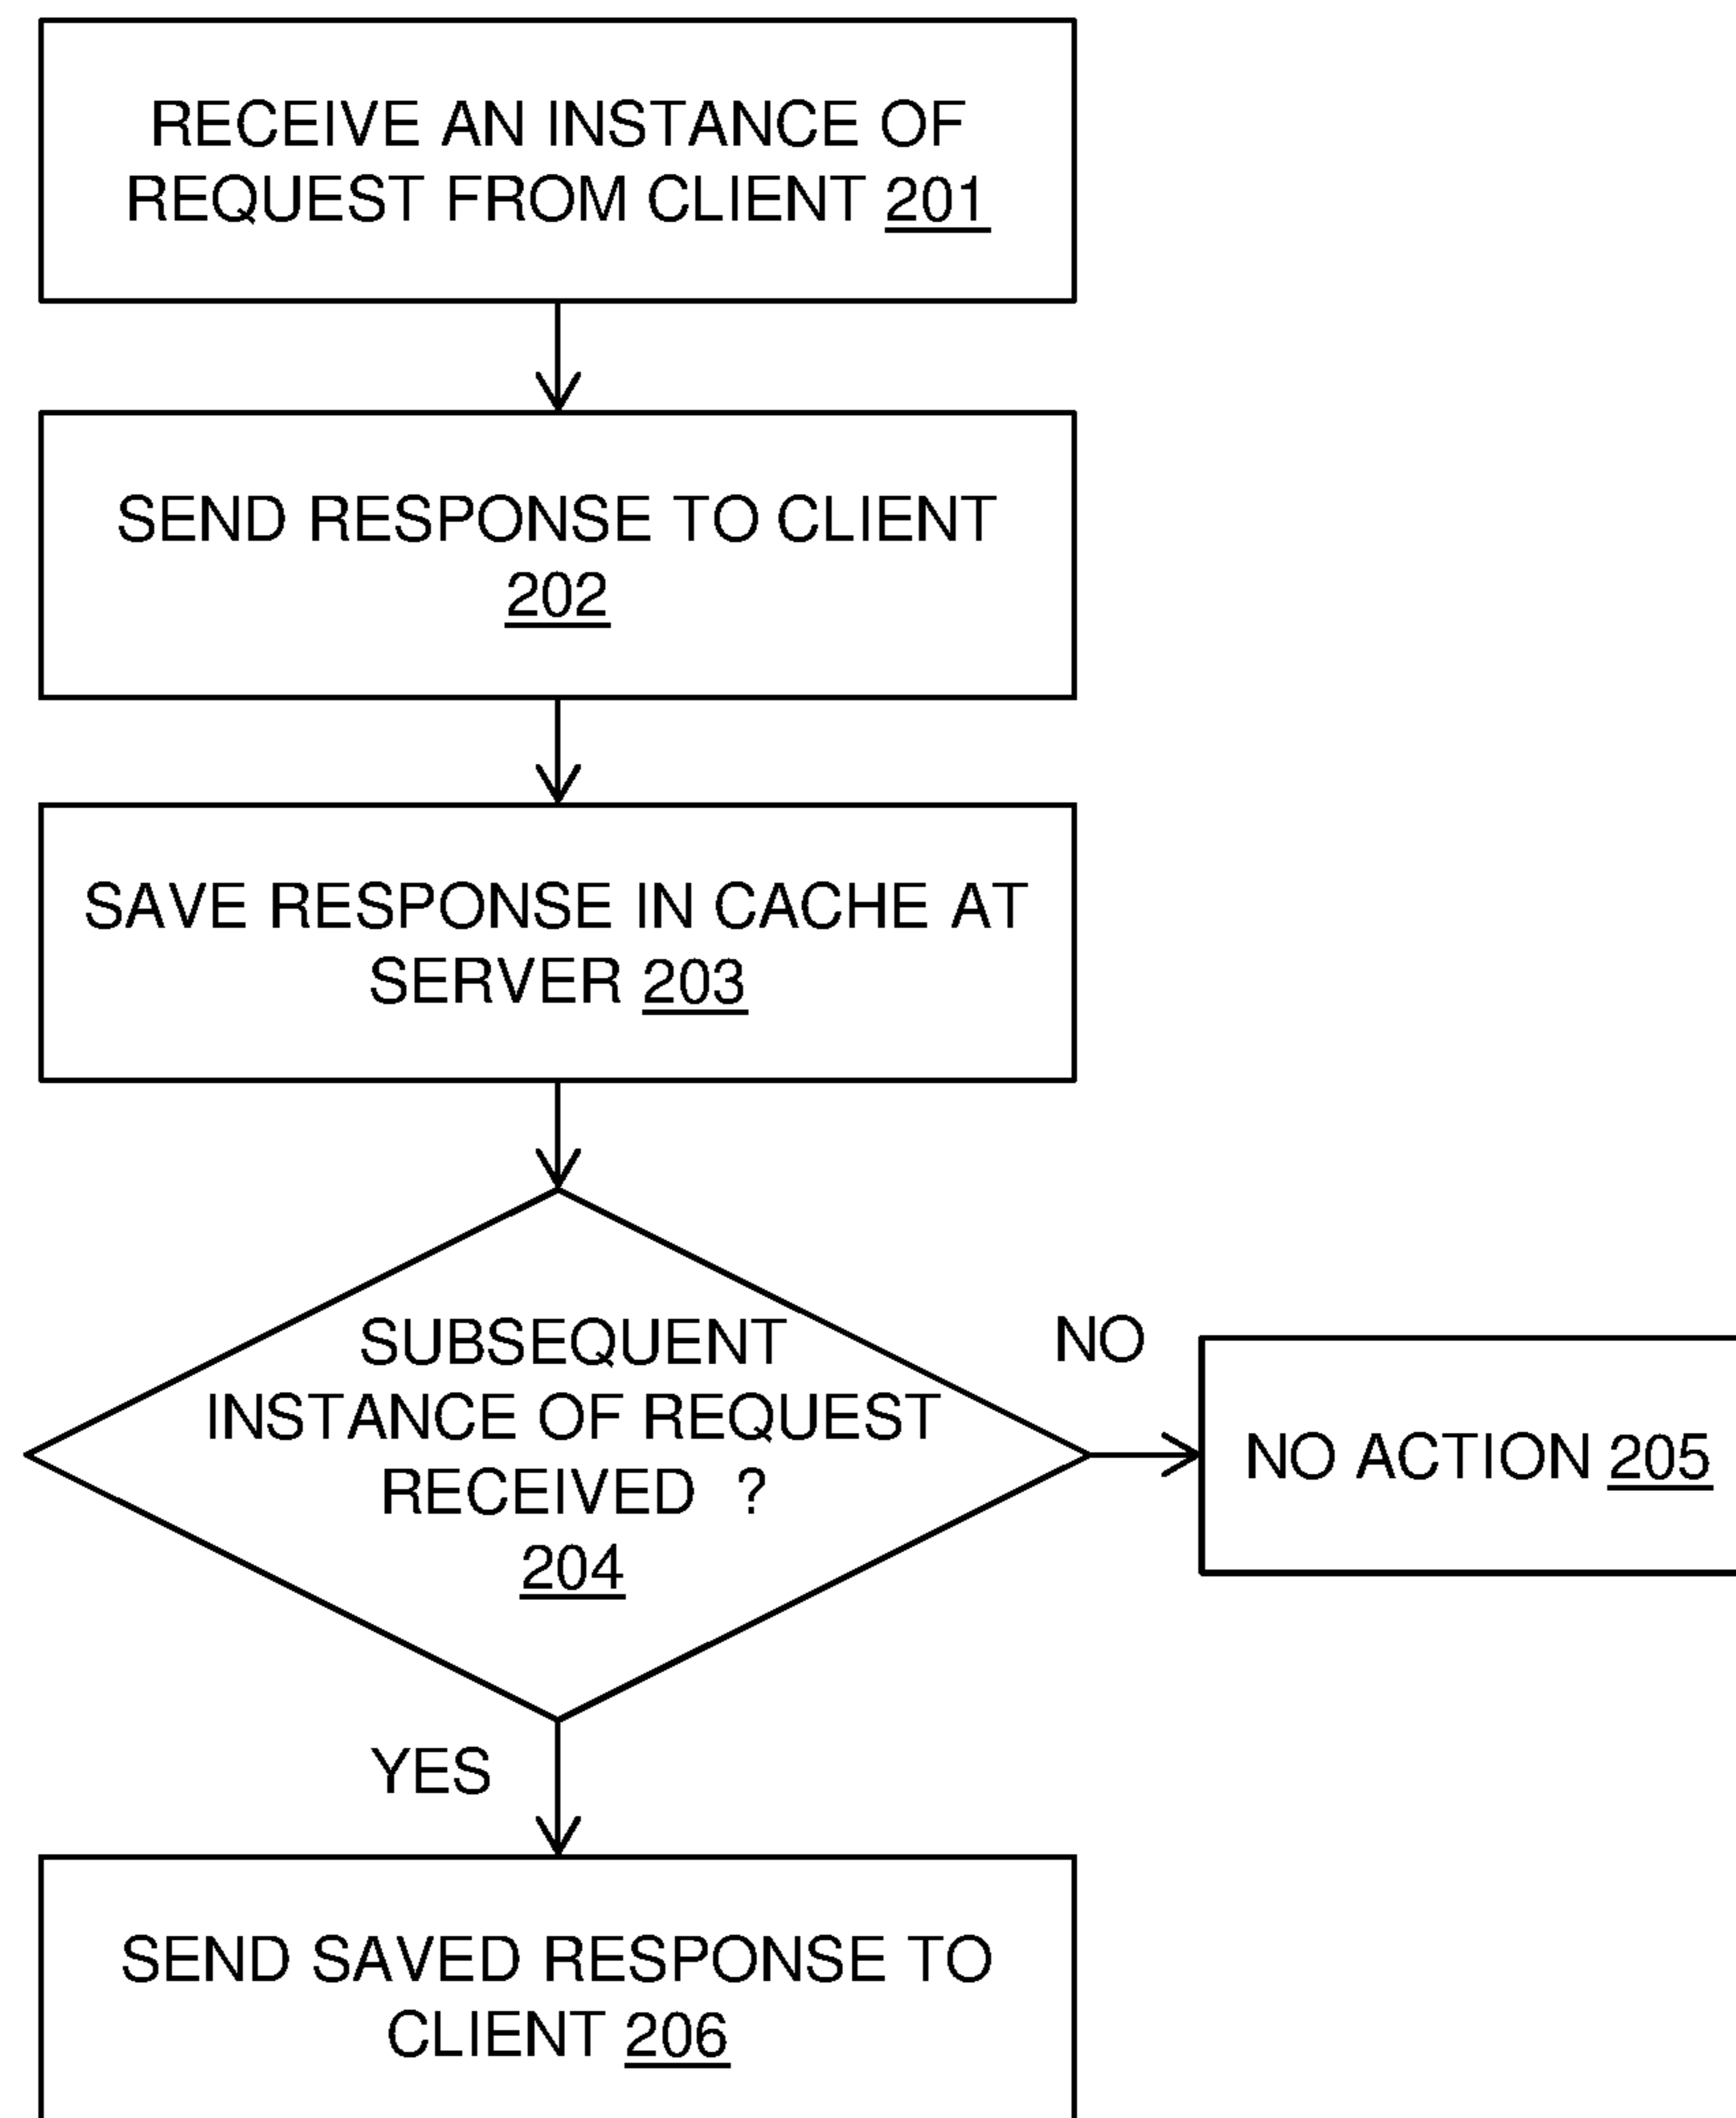 RECEIVE AN INSTANCE OF
REQUEST FROM CLIENT 201
SEND RESPONSE TO CLIENT
202
SAVE RESPONSE IN CACHE AT
SERVER 203
SUBSEQUENT
INSTANCE OF REQUEST
RECEIVED ?
204
NO
NO ACTION 205
YES
SEND SAVED RESPONSE TO
CLIENT 206